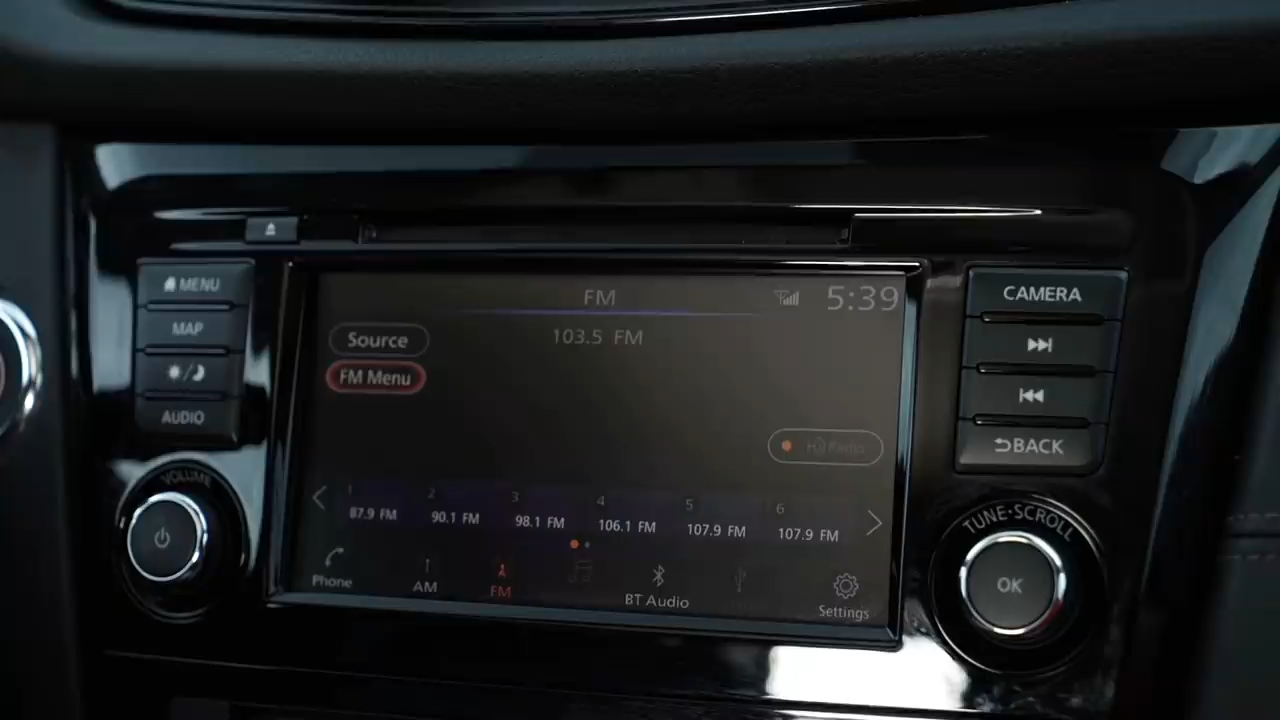 MENU
MAP
AUDIO
VOLUME
FM
5:39
103.5 FM
Source
FM Menu
HD Radio
1
2
3
4
5
6
87.9 FM
90.1 FM
98.1 FM
106.1 FM
107.9 FM
107.9 FM
Phone
AM
FM
BT Audio
Settings
CAMERA
BACK
TUNE·SCROLL
OK